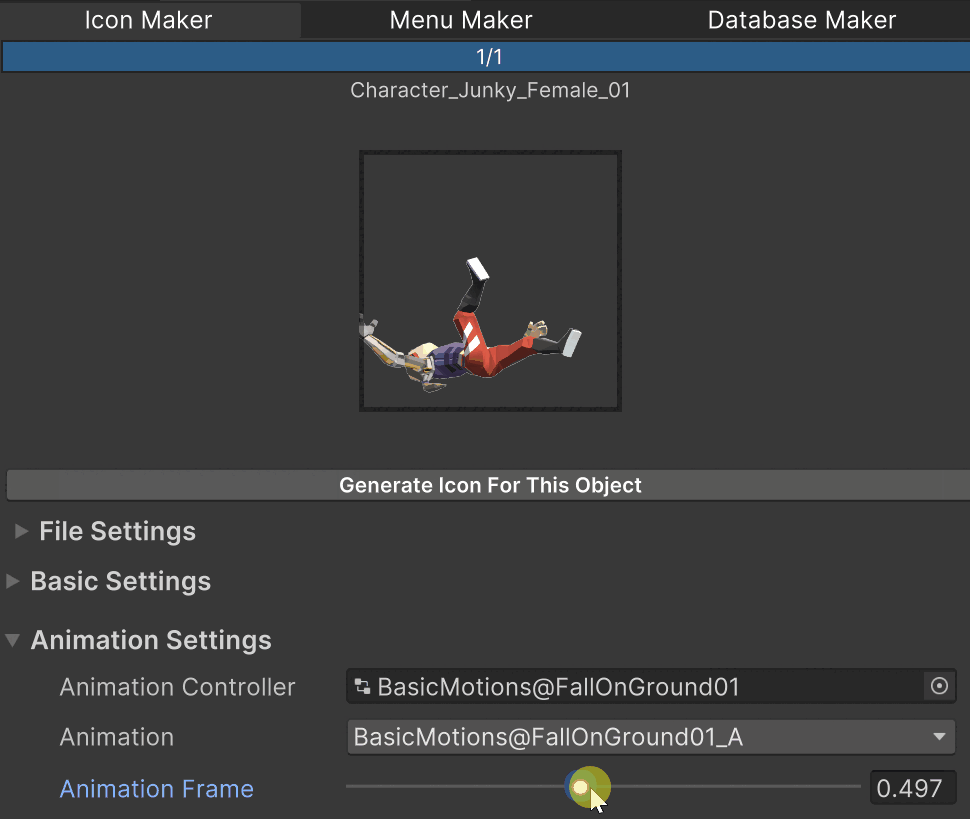 Icon Maker Menu Maker Database Maker
1/1
Character_Junky_Female_01
Generate Icon For This Object
File Settings
Basic Settings
Animation Settings
Animation Controller BasicMotions@FallOnGround01
Animation BasicMotions@FallOnGround01_A
Animation Frame 0.497